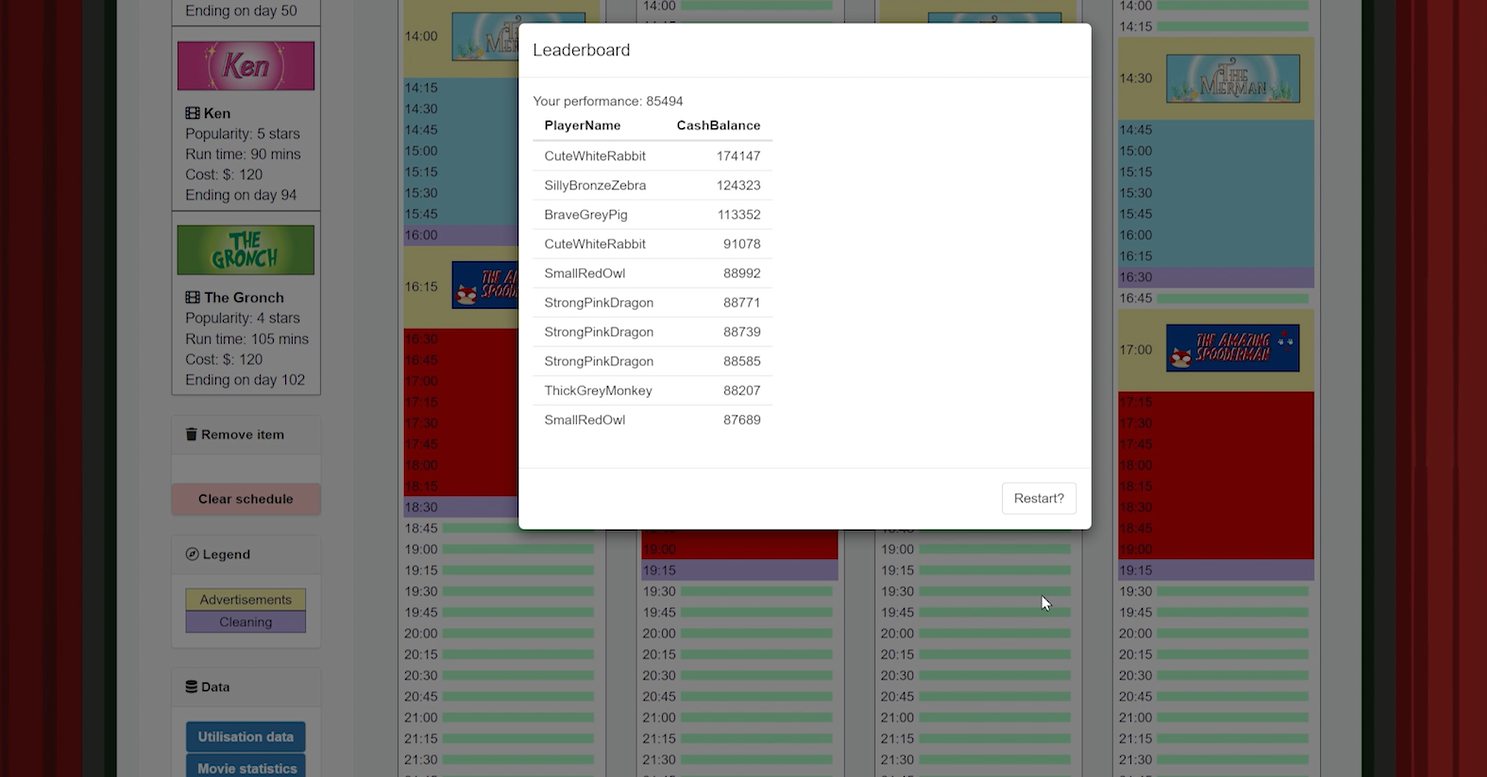 Ending on day 50
Ken
Ken
Popularity: 5 stars
Run time: 90 mins
Cost: $: 120
Ending on day 94
THE
GRONCH
The Gronch
Popularity: 4 stars
Run time: 105 mins
Cost: $: 120
Ending on day 102
Remove item
Clear schedule
Legend
Advertisements
Cleaning
Data
Utilisation data
Movie statistics
14:00
14:15
14:30
14:45
15:00
15:15
15:30
15:45
16:00
16:15
THE
16:30
16:45
17:00
17:15
17:30
17:45
18:00
18:15
18:30
18:45
19:00
19:15
19:30
19:45
20:00
20:15
20:30
20:45
21:00
21:15
21:30
Leaderboard
Your performance: 85494
PlayerName CashBalance
CuteWhiteRabbit 174147
SillyBronzeZebra 124323
BraveGreyPig 113352
CuteWhiteRabbit 91078
SmallRedOwl 88992
StrongPinkDragon 88771
StrongPinkDragon 88739
StrongPinkDragon 88585
ThickGreyMonkey 88207
SmallRedOwl 87689
Restart?
19:00
19:15
19:30
19:45
20:00
20:15
20:30
20:45
21:00
21:15
21:30
14:00
19:00
19:15
19:30
19:45
20:00
20:15
20:30
20:45
21:00
21:15
21:30
14:00
14:15
14:30
THE
MERMAN
14:45
15:00
15:15
15:30
15:45
16:00
16:15
16:30
16:45
17:00
THE AMAZING
SPOODERMAN
17:15
17:30
17:45
18:00
18:15
18:30
18:45
19:00
19:15
19:30
19:45
20:00
20:15
20:30
20:45
21:00
21:15
21:30